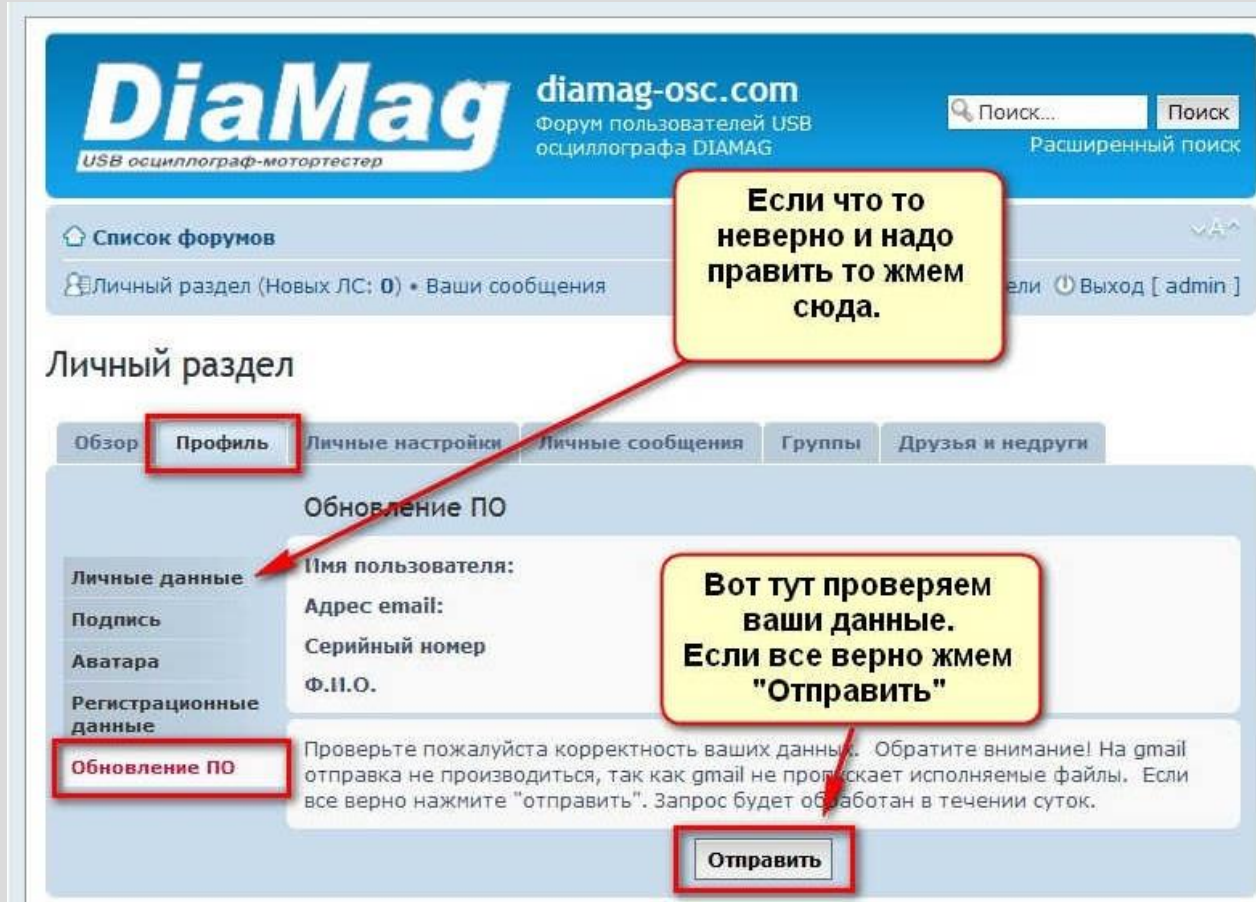 DiaMag
USB осциллограф-мотортестер
diamag-osc.com
Форум пользователей USB
осциллографа DIAMAG
Поиск...
Поиск
Расширенный поиск
Если что то
неверно и надо
править то жмем
сюда.
Список форумов
Личный раздел (Новых ЛС: 0) • Ваши сообщения
Выход [ admin ]
Личный раздел
Обзор
Профиль
Личные настройки
Личные сообщения
Группы
Друзья и недруги
Обновление ПО
Личные данные
Подпись
Аватара
Регистрационные
данные
Обновление ПО
Имя пользователя:
Адрес email:
Серийный номер
Ф.И.О.
Вот тут проверяем
ваши данные.
Если все верно жмем
"Отправить"
Проверьте пожалуйста корректность ваших данных. Обратите внимание! На gmail
отправка не производиться, так как gmail не пропускает исполняемые файлы. Если
все верно нажмите "отправить". Запрос будет обработан в течении суток.
Отправить